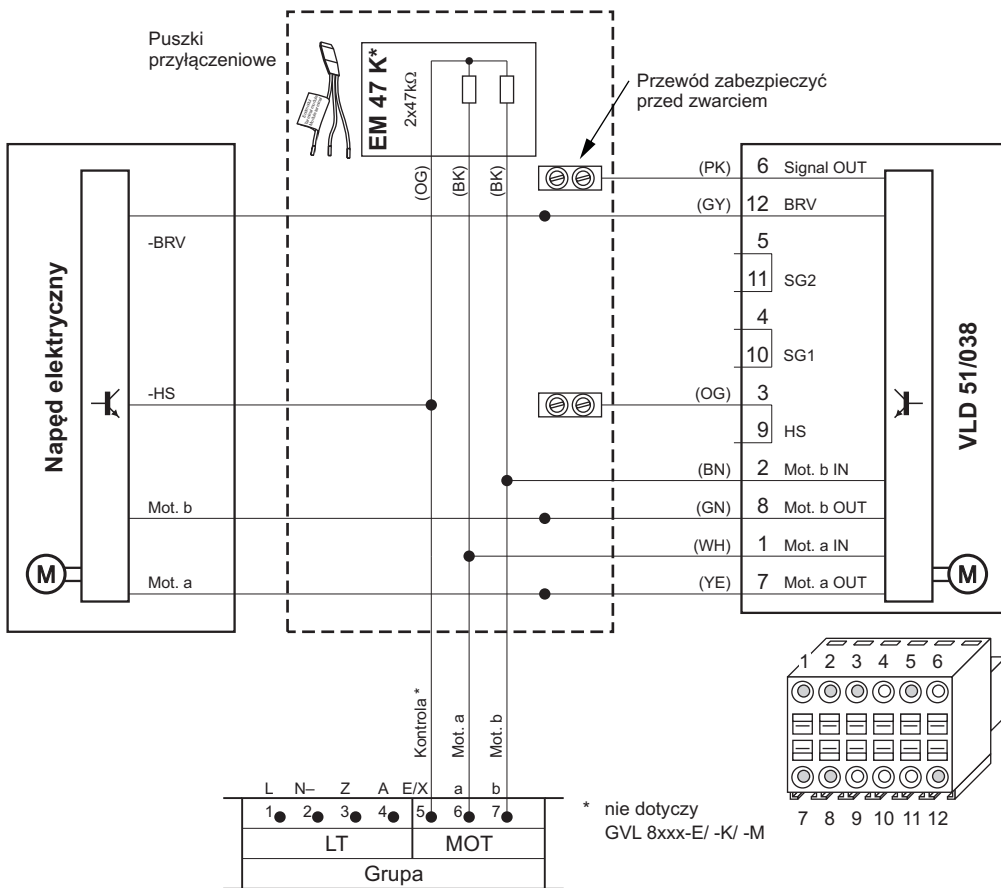 Puszki
przyłączeniowe
EM 47 K*
2x47kΩ
Przewód zabezpieczyć
przed zwarciem
(OG)
(BK)
(BK)
Napęd elektryczny
-BRV
-HS
Mot. b
Mot. a
M
(PK) 6 Signal OUT
(GY) 12 BRV
5
11 SG2
4
10 SG1
(OG) 3
9 HS
(BN) 2 Mot. b IN
(GN) 8 Mot. b OUT
(WH) 1 Mot. a IN
(YE) 7 Mot. a OUT
VLD 51/038
M
1 2 3 4 5 6
7 8 9 10 11 12
Kontrola *
Mot. a
Mot. b
L N– Z A E/X a b
1 2 3 4 5 6 7
LT MOT
Grupa
* nie dotyczy
GVL 8xxx-E/ -K/ -M